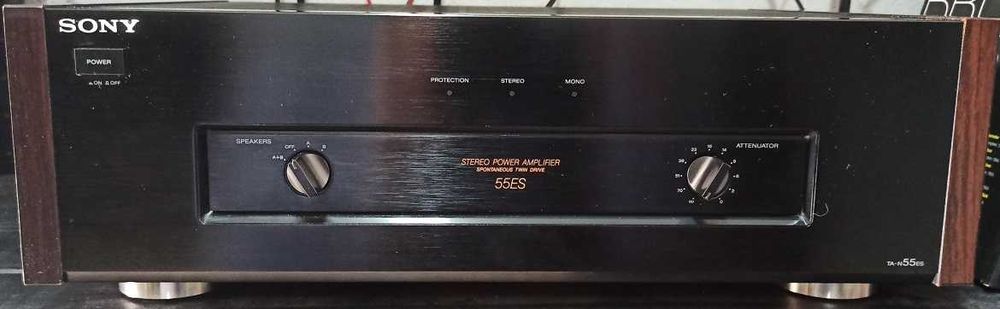 SONY
POWER
ON OFF
PROTECTION STEREO MONO
SPEAKERS
OFF A B
A+B
STEREO POWER AMPLIFIER
SPONTANEOUS TWIN DRIVE
55ES
ATTENUATOR
TA-N55ES